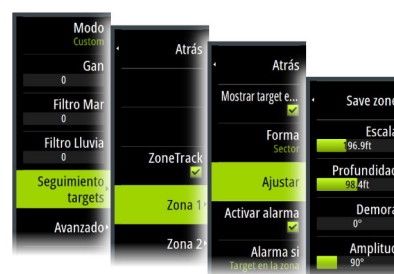 Modo
Custom
Gan
0
Filtro Mar
0
Filtro Lluvia
0
Seguimiento
targets
Avanzado
Atrás
ZoneTrack
Zona 1
Zona 2
Atrás
Mostrar target e...
Forma
Sector
Ajustar
Activar alarma
Alarma si
Target en la zona
Save zone
Escala
196.9ft
Profundidad
98.4ft
Demora
0°
Amplitud
90°